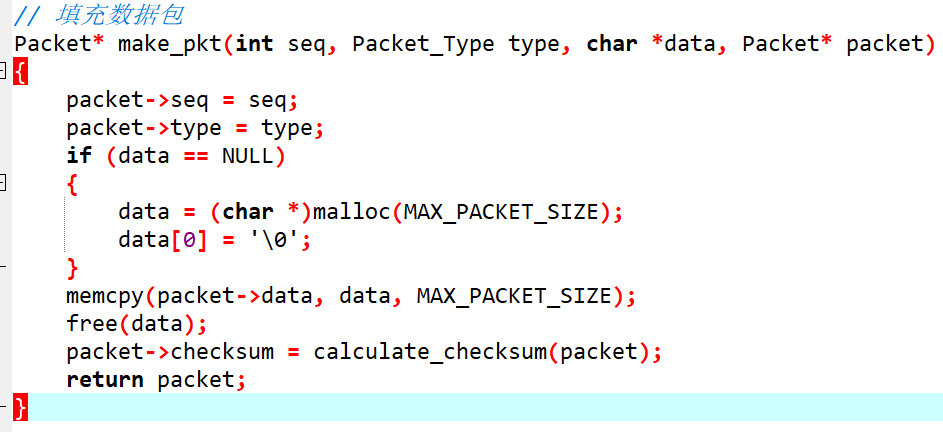 // 填充数据包
Packet* make_pkt(int seq, Packet_Type type, char *data, Packet* packet)
{
    packet->seq = seq;
    packet->type = type;
    if (data == NULL)
    {
        data = (char *)malloc(MAX_PACKET_SIZE);
        data[0] = '\0';
    }
    memcpy(packet->data, data, MAX_PACKET_SIZE);
    free(data);
    packet->checksum = calculate_checksum(packet);
    return packet;
}